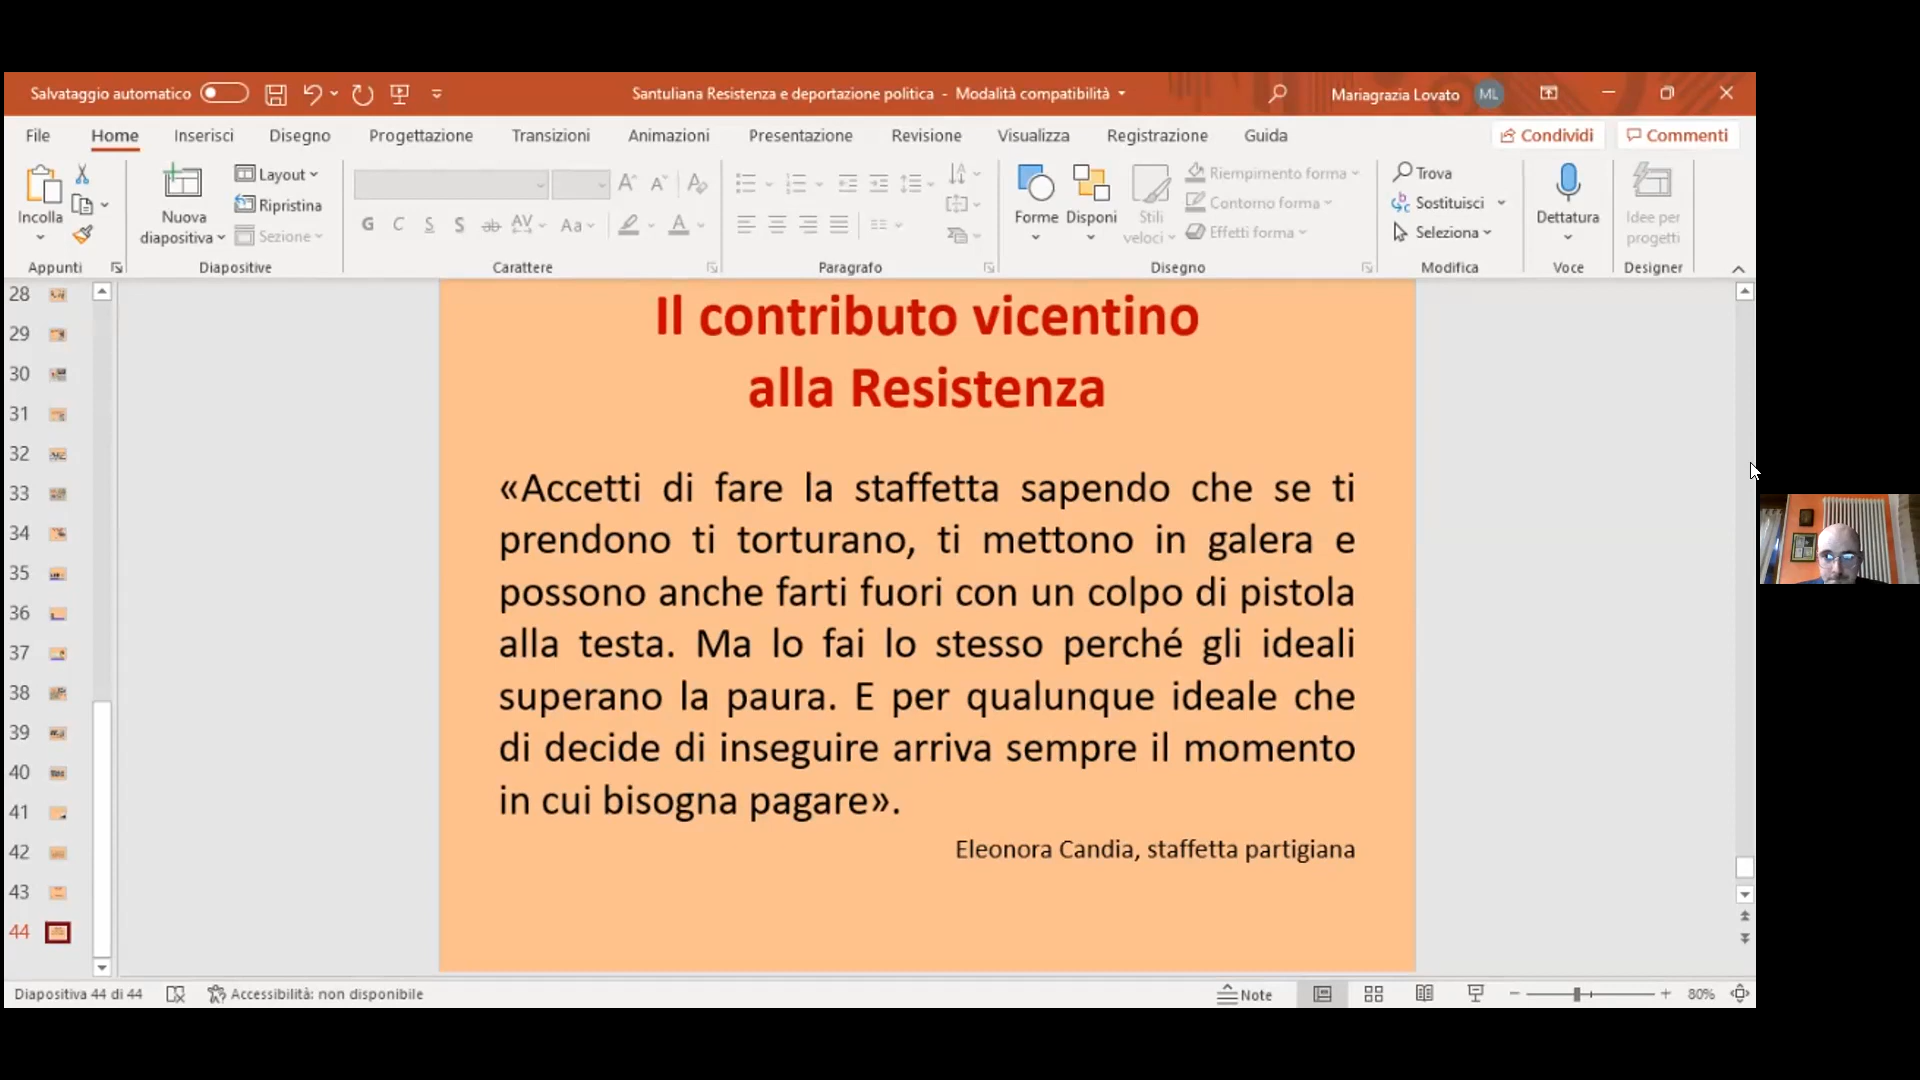 Salvataggio automatico
Santuliana Resistenza e deportazione politica - Modalità compatibilità
Mariagrazia Lovato ML
File Home Inserisci Disegno Progettazione Transizioni Animazioni Presentazione Revisione Visualizza Registrazione Guida Condividi Commenti
Incolla
Appunti
Nuova
diapositiva
Layout
Ripristina
Sezione
Diapositive
G C S S ab AV Aa A
Carattere
Paragrafo
Forme
Disponi
Stili
veloci
Riempimento forma
Contorno forma
Effetti forma
Disegno
Trova
Sostituisci
Seleziona
Modifica
Dettatura
Voce
Idee per
progetti
Designer
28
29
30
31
32
33
34
35
36
37
38
39
40
41
42
43
44
Il contributo vicentino
alla Resistenza
«Accetti di fare la staffetta sapendo che se ti
prendono ti torturano, ti mettono in galera e
possono anche farti fuori con un colpo di pistola
alla testa. Ma lo fai lo stesso perché gli ideali
superano la paura. E per qualunque ideale che
di decide di inseguire arriva sempre il momento
in cui bisogna pagare».
Eleonora Candia, staffetta partigiana
Diapositiva 44 di 44
Accessibilità: non disponibile
Note
80%